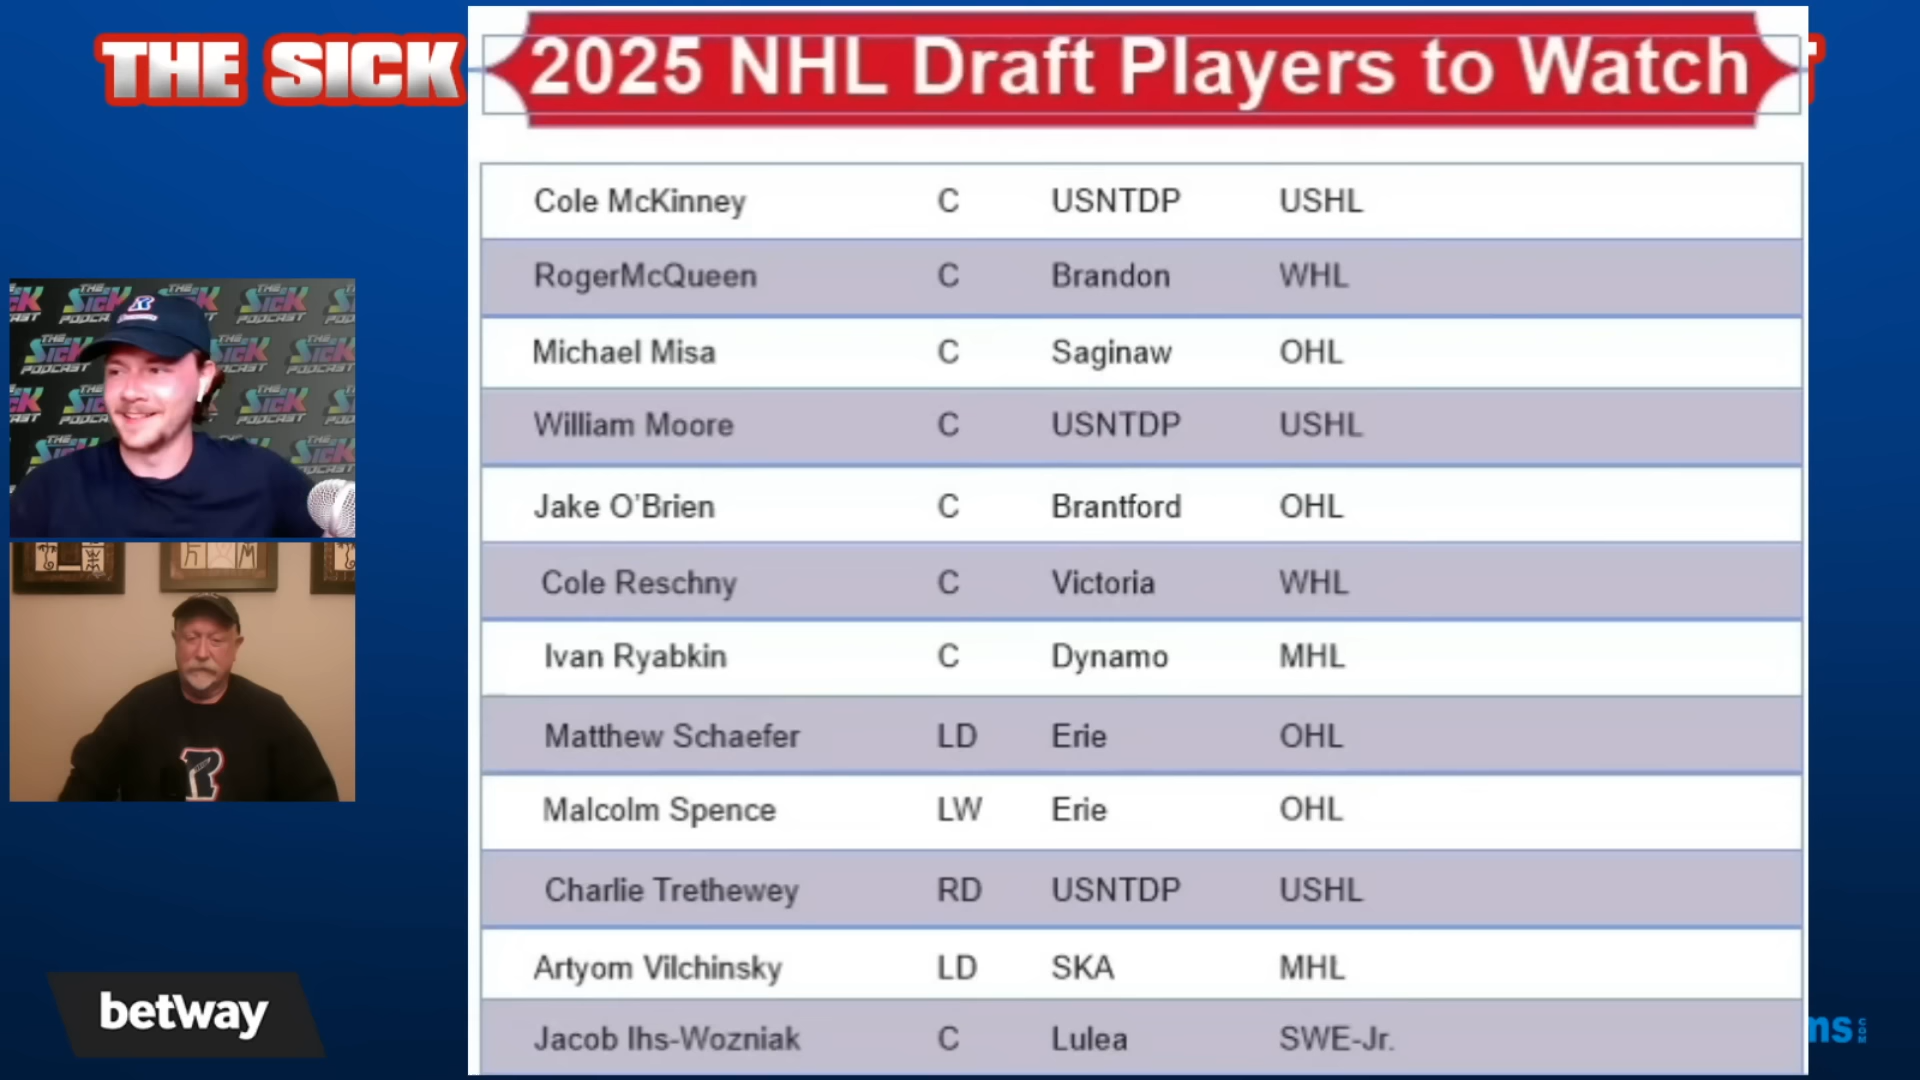 THE SICK
2025 NHL Draft Players to Watch
Cole McKinney C USNTDP USHL
RogerMcQueen C Brandon WHL
Michael Misa C Saginaw OHL
William Moore C USNTDP USHL
Jake O'Brien C Brantford OHL
Cole Reschny C Victoria WHL
Ivan Ryabkin C Dynamo MHL
Matthew Schaefer LD Erie OHL
Malcolm Spence LW Erie OHL
Charlie Trethewey RD USNTDP USHL
Artyom Vilchinsky LD SKA MHL
Jacob Ihs-Wozniak C Lulea SWE-Jr.
THE SICK PODCAST
betway